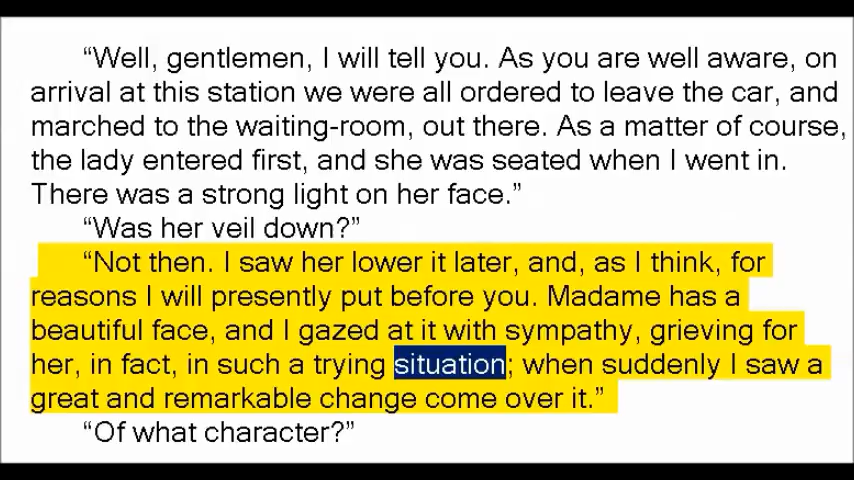 “Well, gentlemen, I will tell you. As you are well aware, on
arrival at this station we were all ordered to leave the car, and
marched to the waiting-room, out there. As a matter of course,
the lady entered first, and she was seated when I went in.
There was a strong light on her face.”
“Was her veil down?”
“Not then. I saw her lower it later, and, as I think, for
reasons I will presently put before you. Madame has a
beautiful face, and I gazed at it with sympathy, grieving for
her, in fact, in such a trying situation; when suddenly I saw a
great and remarkable change come over it.”
“Of what character?”